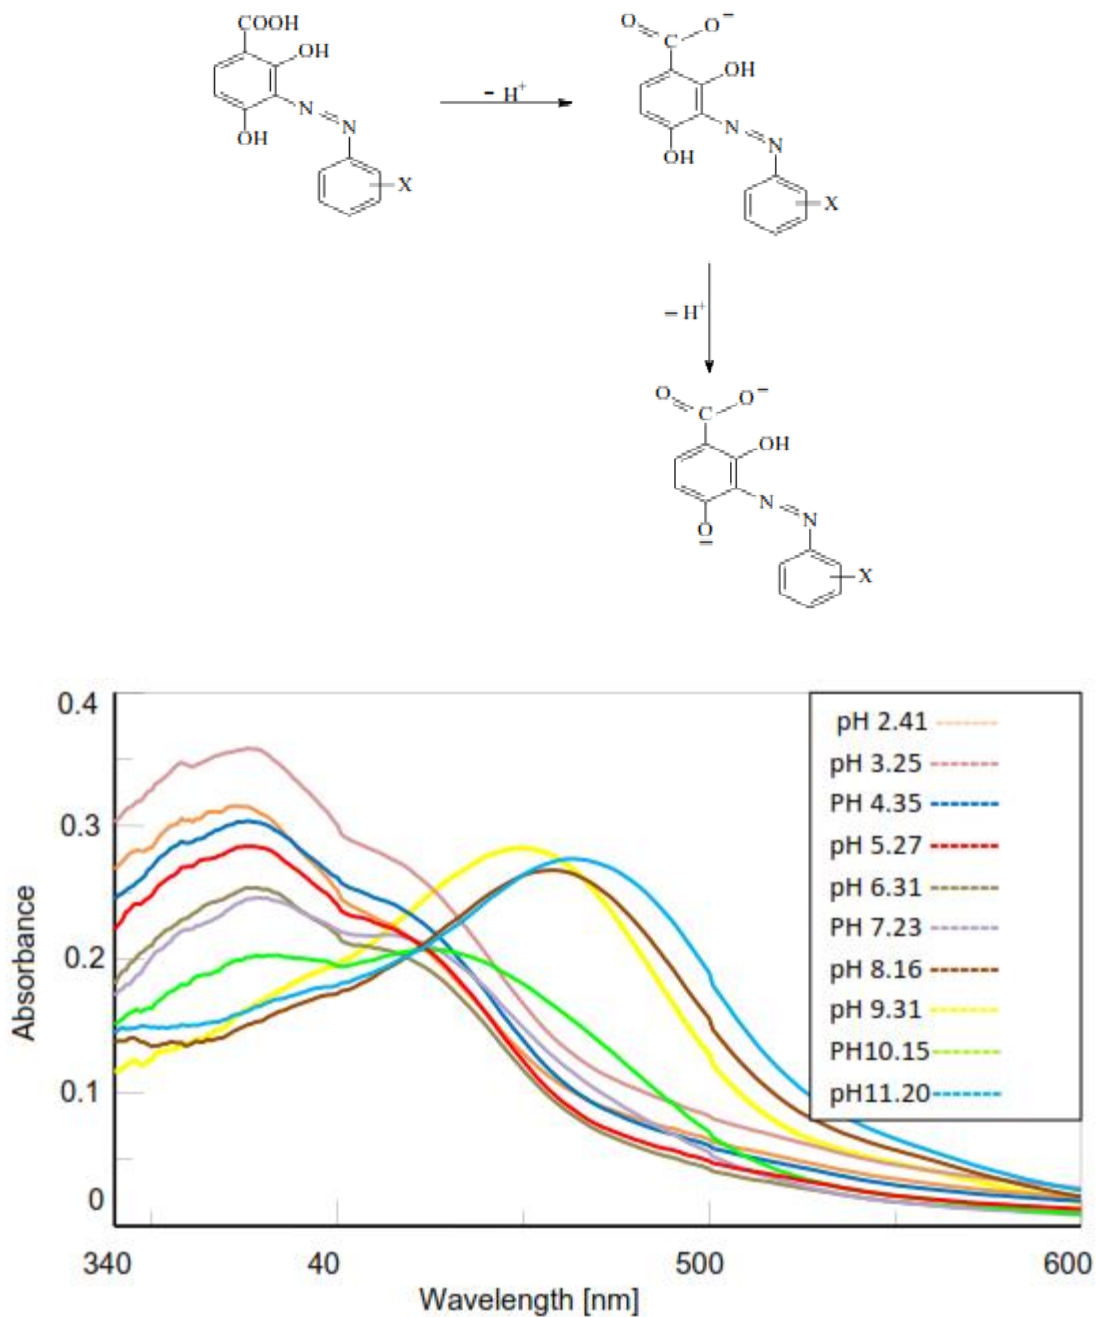 COOH
OH
N
N
OH
X
– H+
O
O–
C
OH
N
OH
N
X
– H+
O
O–
C
OH
N
N
O
–
X
0.4
0.3
0.2
0.1
0
Absorbance
340
40
500
600
Wavelength [nm]
pH 2.41
pH 3.25
PH 4.35
pH 5.27
pH 6.31
PH 7.23
pH 8.16
pH 9.31
PH10.15
pH11.20